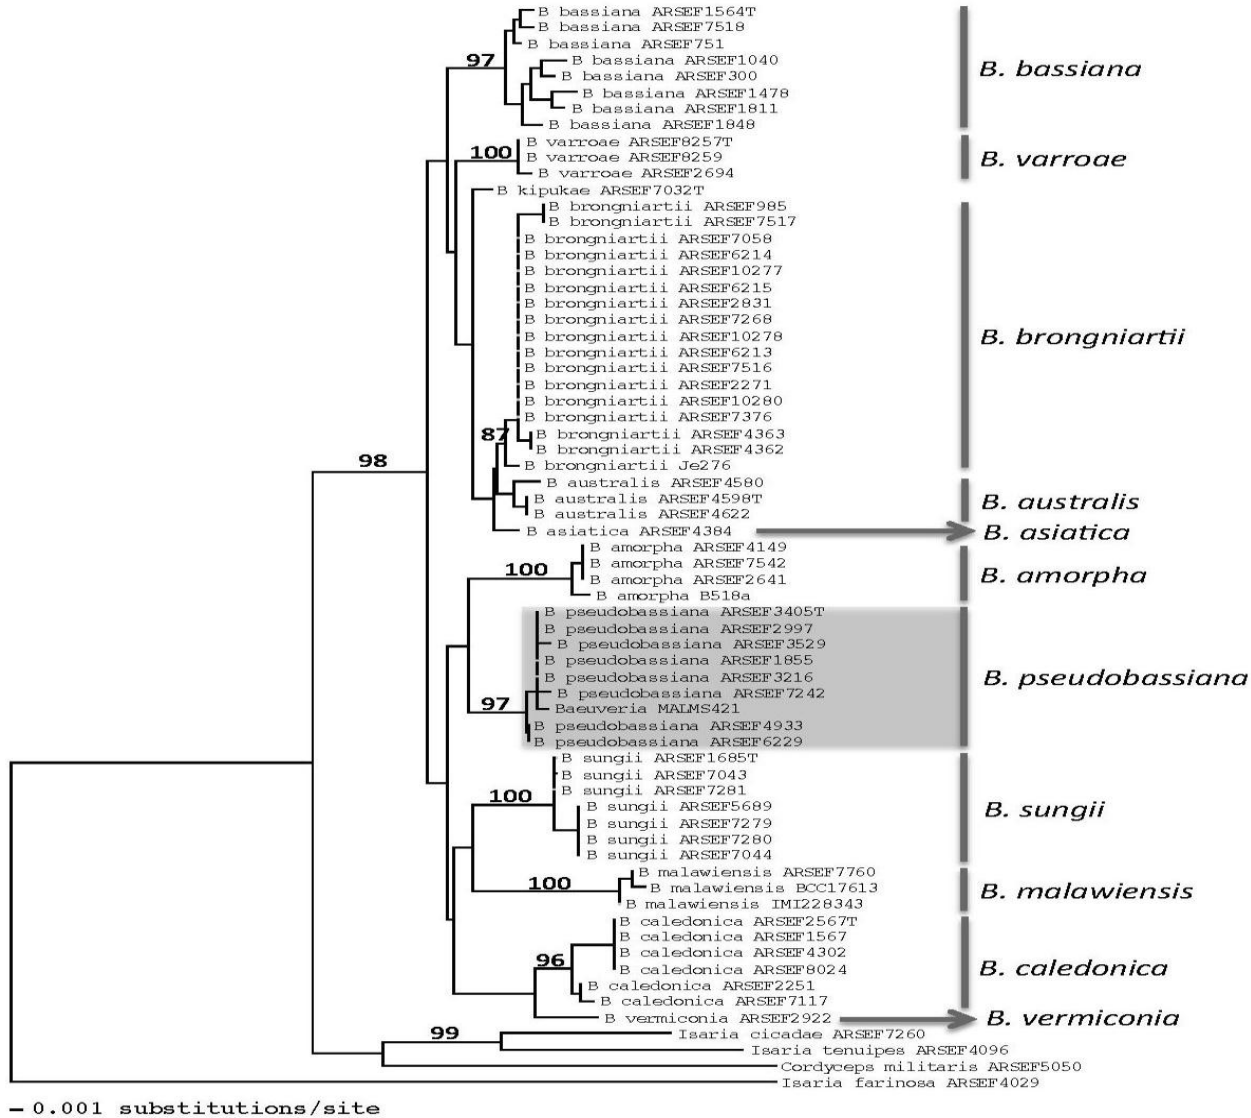 B bassiana ARSEF1564T
B bassiana ARSEF7518
B bassiana ARSEF751
97
B bassiana ARSEF1040
B. bassiana
B bassiana ARSEF300
B bassiana ARSEF1478
B bassiana ARSEF1811
B bassiana ARSEF1848
B varroae ARSEF8257T
100
B varroae ARSEF8259
B. varroae
B varroae ARSEF2694
B kipukae ARSEF7032T
B brongniartii ARSEF985
B brongniartii ARSEF7517
B brongniartii ARSEF7058
B brongniartii ARSEF6214
B brongniartii ARSEF10277
B brongniartii ARSEF6215
B brongniartii ARSEF2831
B brongniartii ARSEF7268
B brongniartii ARSEF10278
B. brongniartii
B brongniartii ARSEF6213
B brongniartii ARSEF7516
B brongniartii ARSEF2271
B brongniartii ARSEF10280
B brongniartii ARSEF7376
87
B brongniartii ARSEF4363
B brongniartii ARSEF4362
98
B brongniartii Je276
B australis ARSEF4580
B australis ARSEF4598T
B. australis
B australis ARSEF4622
B asiatica ARSEF4384
B. asiatica
B amorpha ARSEF4149
B amorpha ARSEF7542
100
B amorpha ARSEF2641
B. amorpha
B amorpha B518a
B pseudobassiana ARSEF3405T
B pseudobassiana ARSEF2997
B pseudobassiana ARSEF3529
B pseudobassiana ARSEF1855
B pseudobassiana ARSEF3216
B. pseudobassiana
B pseudobassiana ARSEF7242
97
Baeuveria MALMS421
B pseudobassiana ARSEF4933
B pseudobassiana ARSEF6229
B sungii ARSEF1685T
B sungii ARSEF7043
B sungii ARSEF7281
100
B sungii ARSEF5689
B. sungii
B sungii ARSEF7279
B sungii ARSEF7280
B sungii ARSEF7044
B malawiensis ARSEF7760
100
B malawiensis BCC17613
B. malawiensis
B malawiensis IMI228343
B caledonica ARSEF2567T
B caledonica ARSEF1567
B caledonica ARSEF4302
96
B caledonica ARSEF8024
B. caledonica
B caledonica ARSEF2251
B caledonica ARSEF7117
B vermiconia ARSEF2922
B. vermiconia
99
Isaria cicadae ARSEF7260
Isaria tenuipes ARSEF4096
Cordyceps militaris ARSEF5050
Isaria farinosa ARSEF4029
0.001 substitutions/site